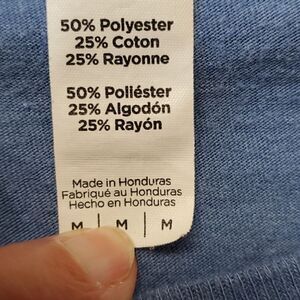 50% Polyester
25% Coton
25% Rayonne
50% Poliéster
25% Algodón
25% Rayón
Made in Honduras
Fabriqué au Honduras
Hecho en Honduras
M | M | M